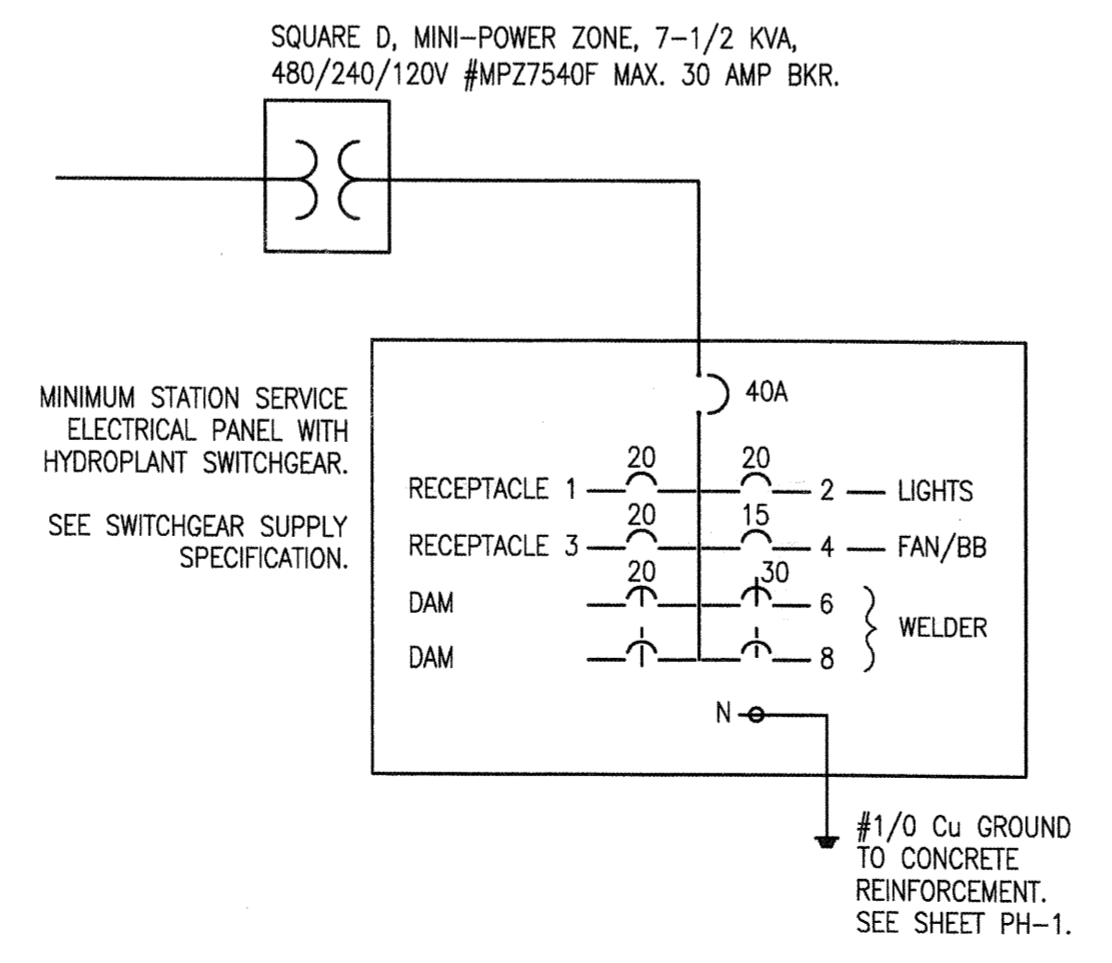 SQUARE D, MINI-POWER ZONE, 7-1/2 KVA,
480/240/120V #MPZ7540F MAX. 30 AMP BKR.
MINIMUM STATION SERVICE
ELECTRICAL PANEL WITH
HYDROPLANT SWITCHGEAR.
SEE SWITCHGEAR SUPPLY
SPECIFICATION.
40A
20 20
RECEPTACLE 1 2 LIGHTS
20 15
RECEPTACLE 3 4 FAN/BB
20 30
DAM 6
WELDER
DAM 8
N
#1/0 Cu GROUND
TO CONCRETE
REINFORCEMENT.
SEE SHEET PH-1.